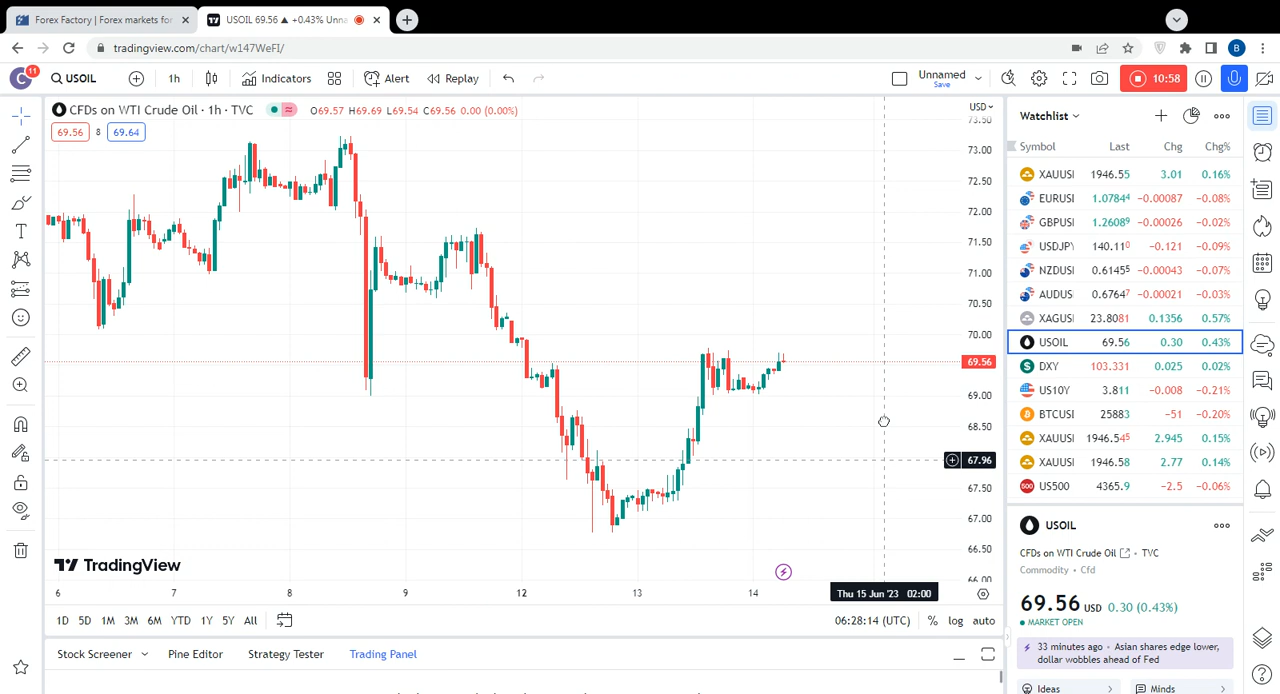 Forex Factory | Forex markets for
USOIL 69.56 ▲ +0.43% Unna
tradingview.com/chart/w147WeFI/
B
C 11 USOIL 1h Indicators Alert Replay Unnamed Save 10:58
CFDs on WTI Crude Oil · 1h · TVC O69.57 H69.69 L69.54 C69.56 0.00 (0.00%)
69.56 8 69.64
USD
73.50
73.00
72.50
72.00
71.50
71.00
70.50
70.00
69.56
69.00
68.50
67.96
67.50
67.00
66.50
66.00
TradingView
6 7 8 9 12 13 14 Thu 15 Jun '23 02:00
1D 5D 1M 3M 6M YTD 1Y 5Y All 06:28:14 (UTC) % log auto
Stock Screener Pine Editor Strategy Tester Trading Panel
Watchlist
Symbol Last Chg Chg%
XAUUSI 1946.55 3.01 0.16%
EURUSI 1.07844 -0.00087 -0.08%
GBPUSI 1.26089 -0.00026 -0.02%
USDJPY 140.110 -0.121 -0.09%
NZDUSI 0.61455 -0.00043 -0.07%
AUDUSI 0.67647 -0.00021 -0.03%
XAGUSI 23.8081 0.1356 0.57%
USOIL 69.56 0.30 0.43%
DXY 103.331 0.025 0.02%
US10Y 3.811 -0.008 -0.21%
BTCUSI 25883 -51 -0.20%
XAUUSI 1946.545 2.945 0.15%
XAUUSI 1946.58 2.77 0.14%
500 US500 4365.9 -2.5 -0.06%
USOIL
CFDs on WTI Crude Oil • TVC
Commodity • Cfd
69.56 USD 0.30 (0.43%)
MARKET OPEN
33 minutes ago • Asian shares edge lower,
dollar wobbles ahead of Fed
Ideas Minds